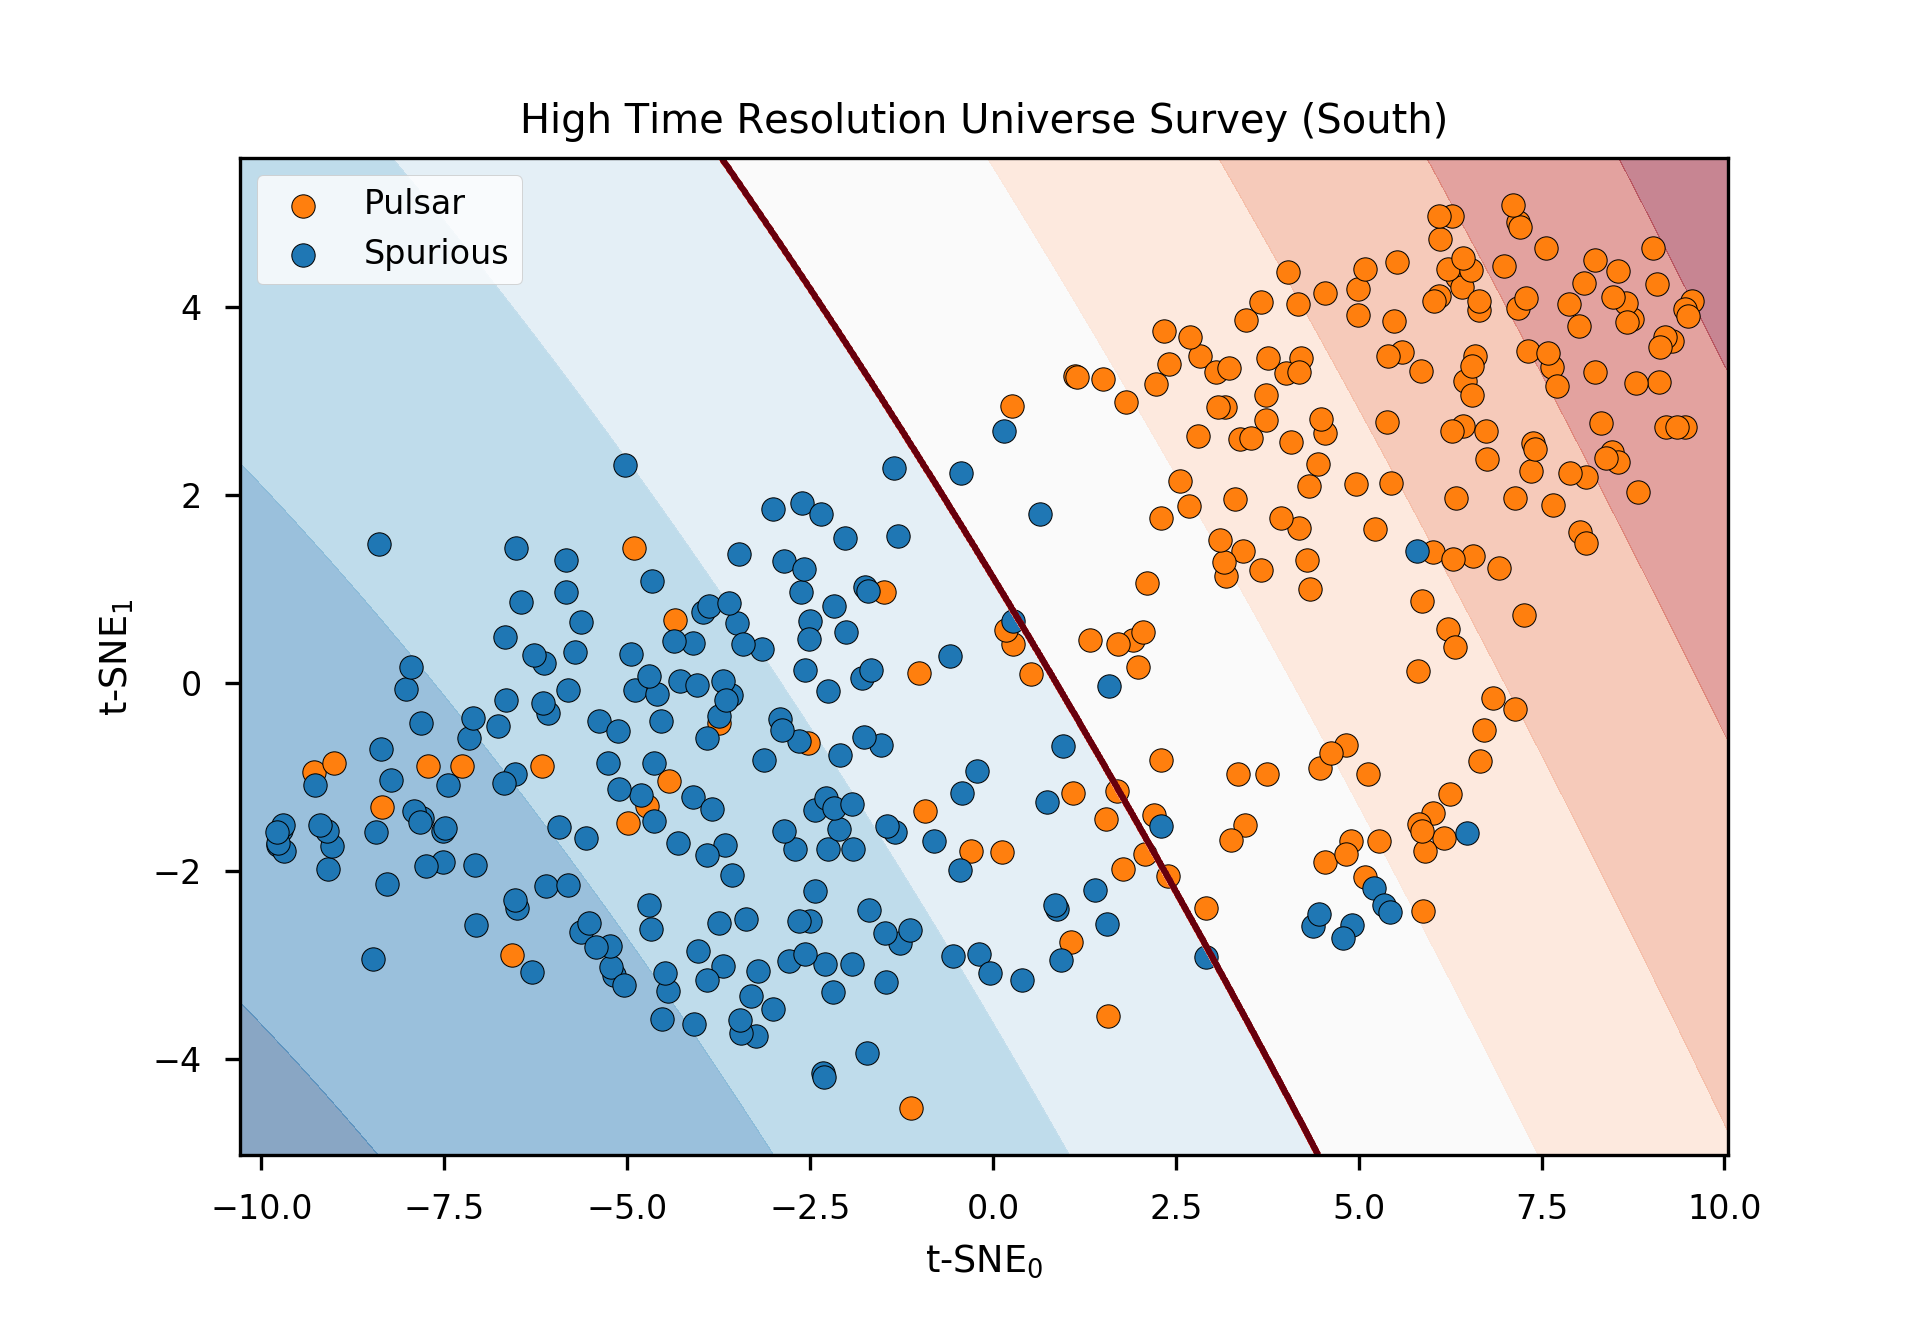 High Time Resolution Universe Survey (South)
Pulsar
Spurious
4
2
0
−2
−4
t-SNE₁
−10.0 −7.5 −5.0 −2.5 0.0 2.5 5.0 7.5 10.0
t-SNE₀